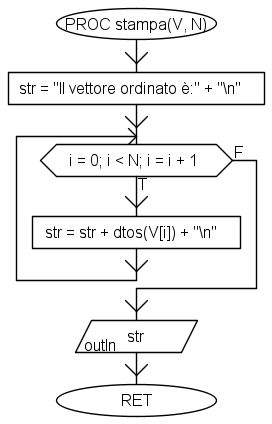 PROC stampa(V, N)
str = "Il vettore ordinato è:" + "\n"
i = 0; i < N; i = i + 1
F
T
str = str + dtos(V[i]) + "\n"
str
outln
RET